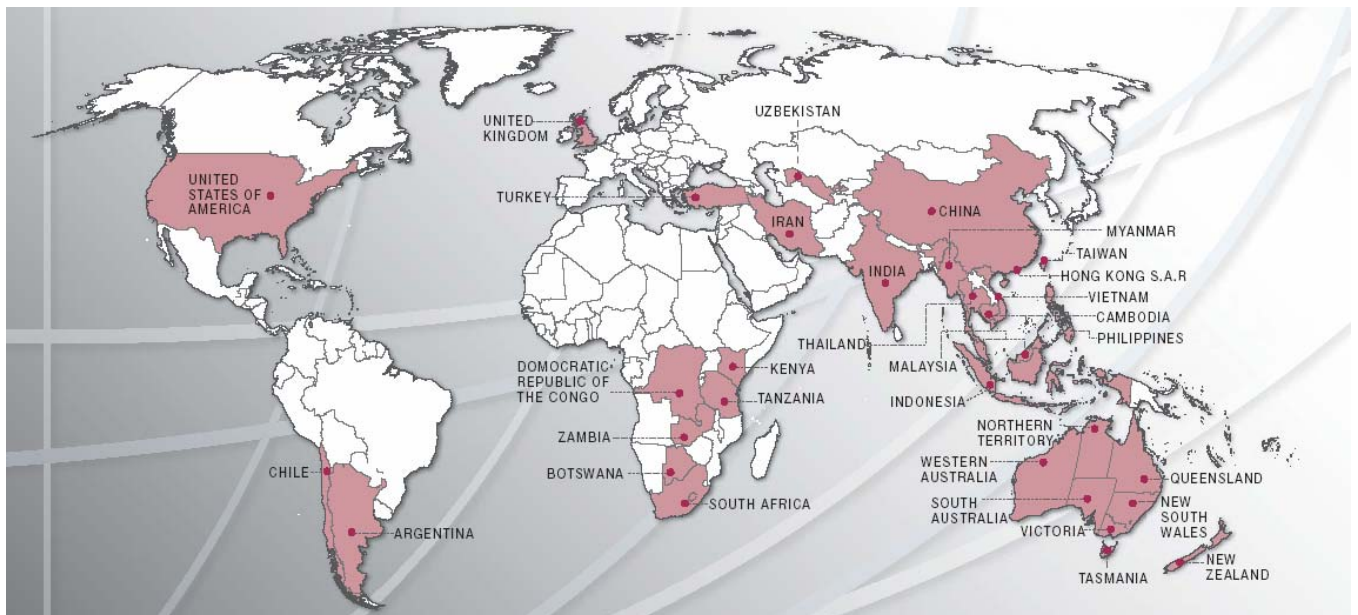 UNITED
KINGDOM
UZBEKISTAN
UNITED
STATES OF
AMERICA
TURKEY
IRAN
CHINA
MYANMAR
TAIWAN
INDIA
HONG KONG S.A.R
VIETNAM
CAMBODIA
THAILAND
PHILIPPINES
MALAYSIA
DOMOCRATIC
REPUBLIC OF
THE CONGO
KENYA
TANZANIA
INDONESIA
ZAMBIA
NORTHERN
TERRITORY
CHILE
BOTSWANA
WESTERN
AUSTRALIA
QUEENSLAND
SOUTH AFRICA
SOUTH
AUSTRALIA
NEW
SOUTH
WALES
ARGENTINA
VICTORIA
TASMANIA
NEW
ZEALAND